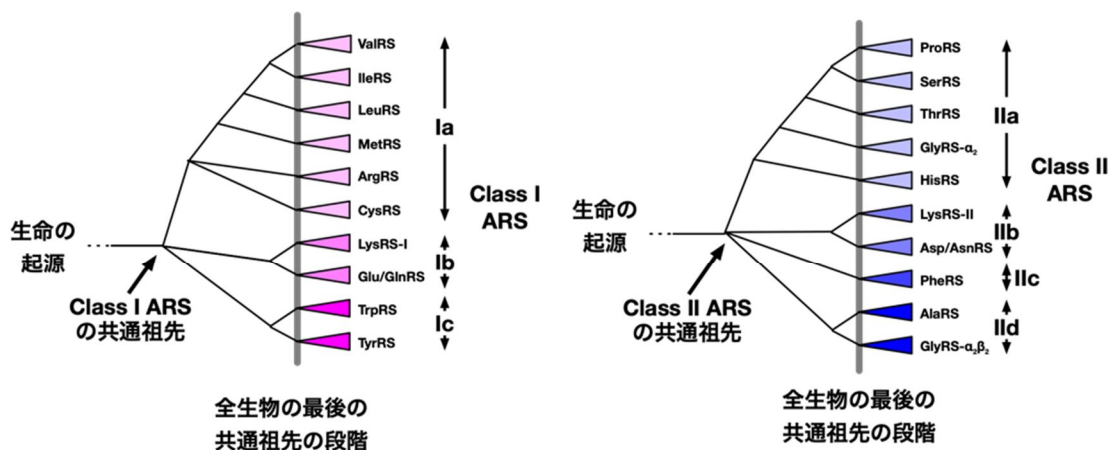 ValRS
IleRS
LeuRS
MetRS
ArgRS
CysRS
LysRS-I
Glu/GlnRS
TrpRS
TyrRS
Ia
Ib
Ic
Class I
ARS
生命の
起源
Class I ARS
の共通祖先
全生物の最後の
共通祖先の段階
ProRS
SerRS
ThrRS
GlyRS-α₂
HisRS
LysRS-II
Asp/AsnRS
PheRS
AlaRS
GlyRS-α₂β₂
IIa
IIb
IIc
IId
Class II
ARS
生命の
起源
Class II ARS
の共通祖先
全生物の最後の
共通祖先の段階